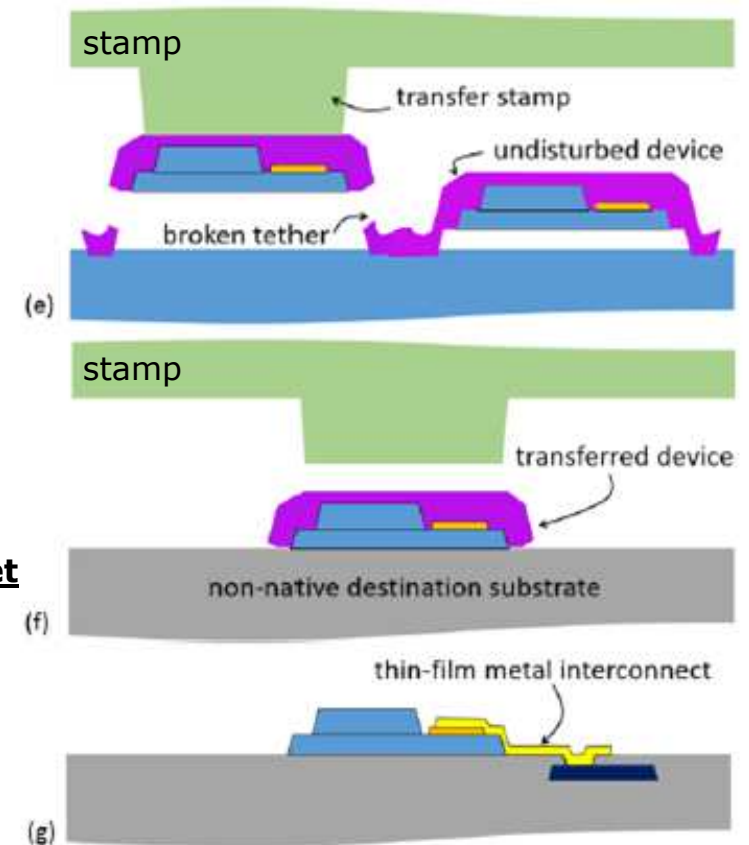 stamp
transfer stamp
undisturbed device
broken tether
(e)
stamp
transferred device
non-native destination substrate
(f)
thin-film metal interconnect
(g)